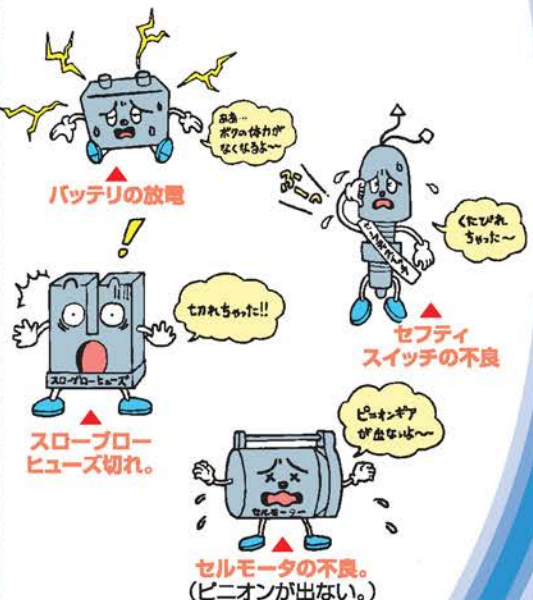 ああ…
ボクの体力が
なくなるよ〜〜
バッテリの放電
ふーっ
くたびれ
ちゃった〜
セフティ
スイッチの不良
切れちゃった!!
スローブローヒューズ
スローブロー
ヒューズ切れ。
ピニオンギア
が出ないよ〜〜
セルモーター
セルモータの不良。
(ピニオンが出ない。)